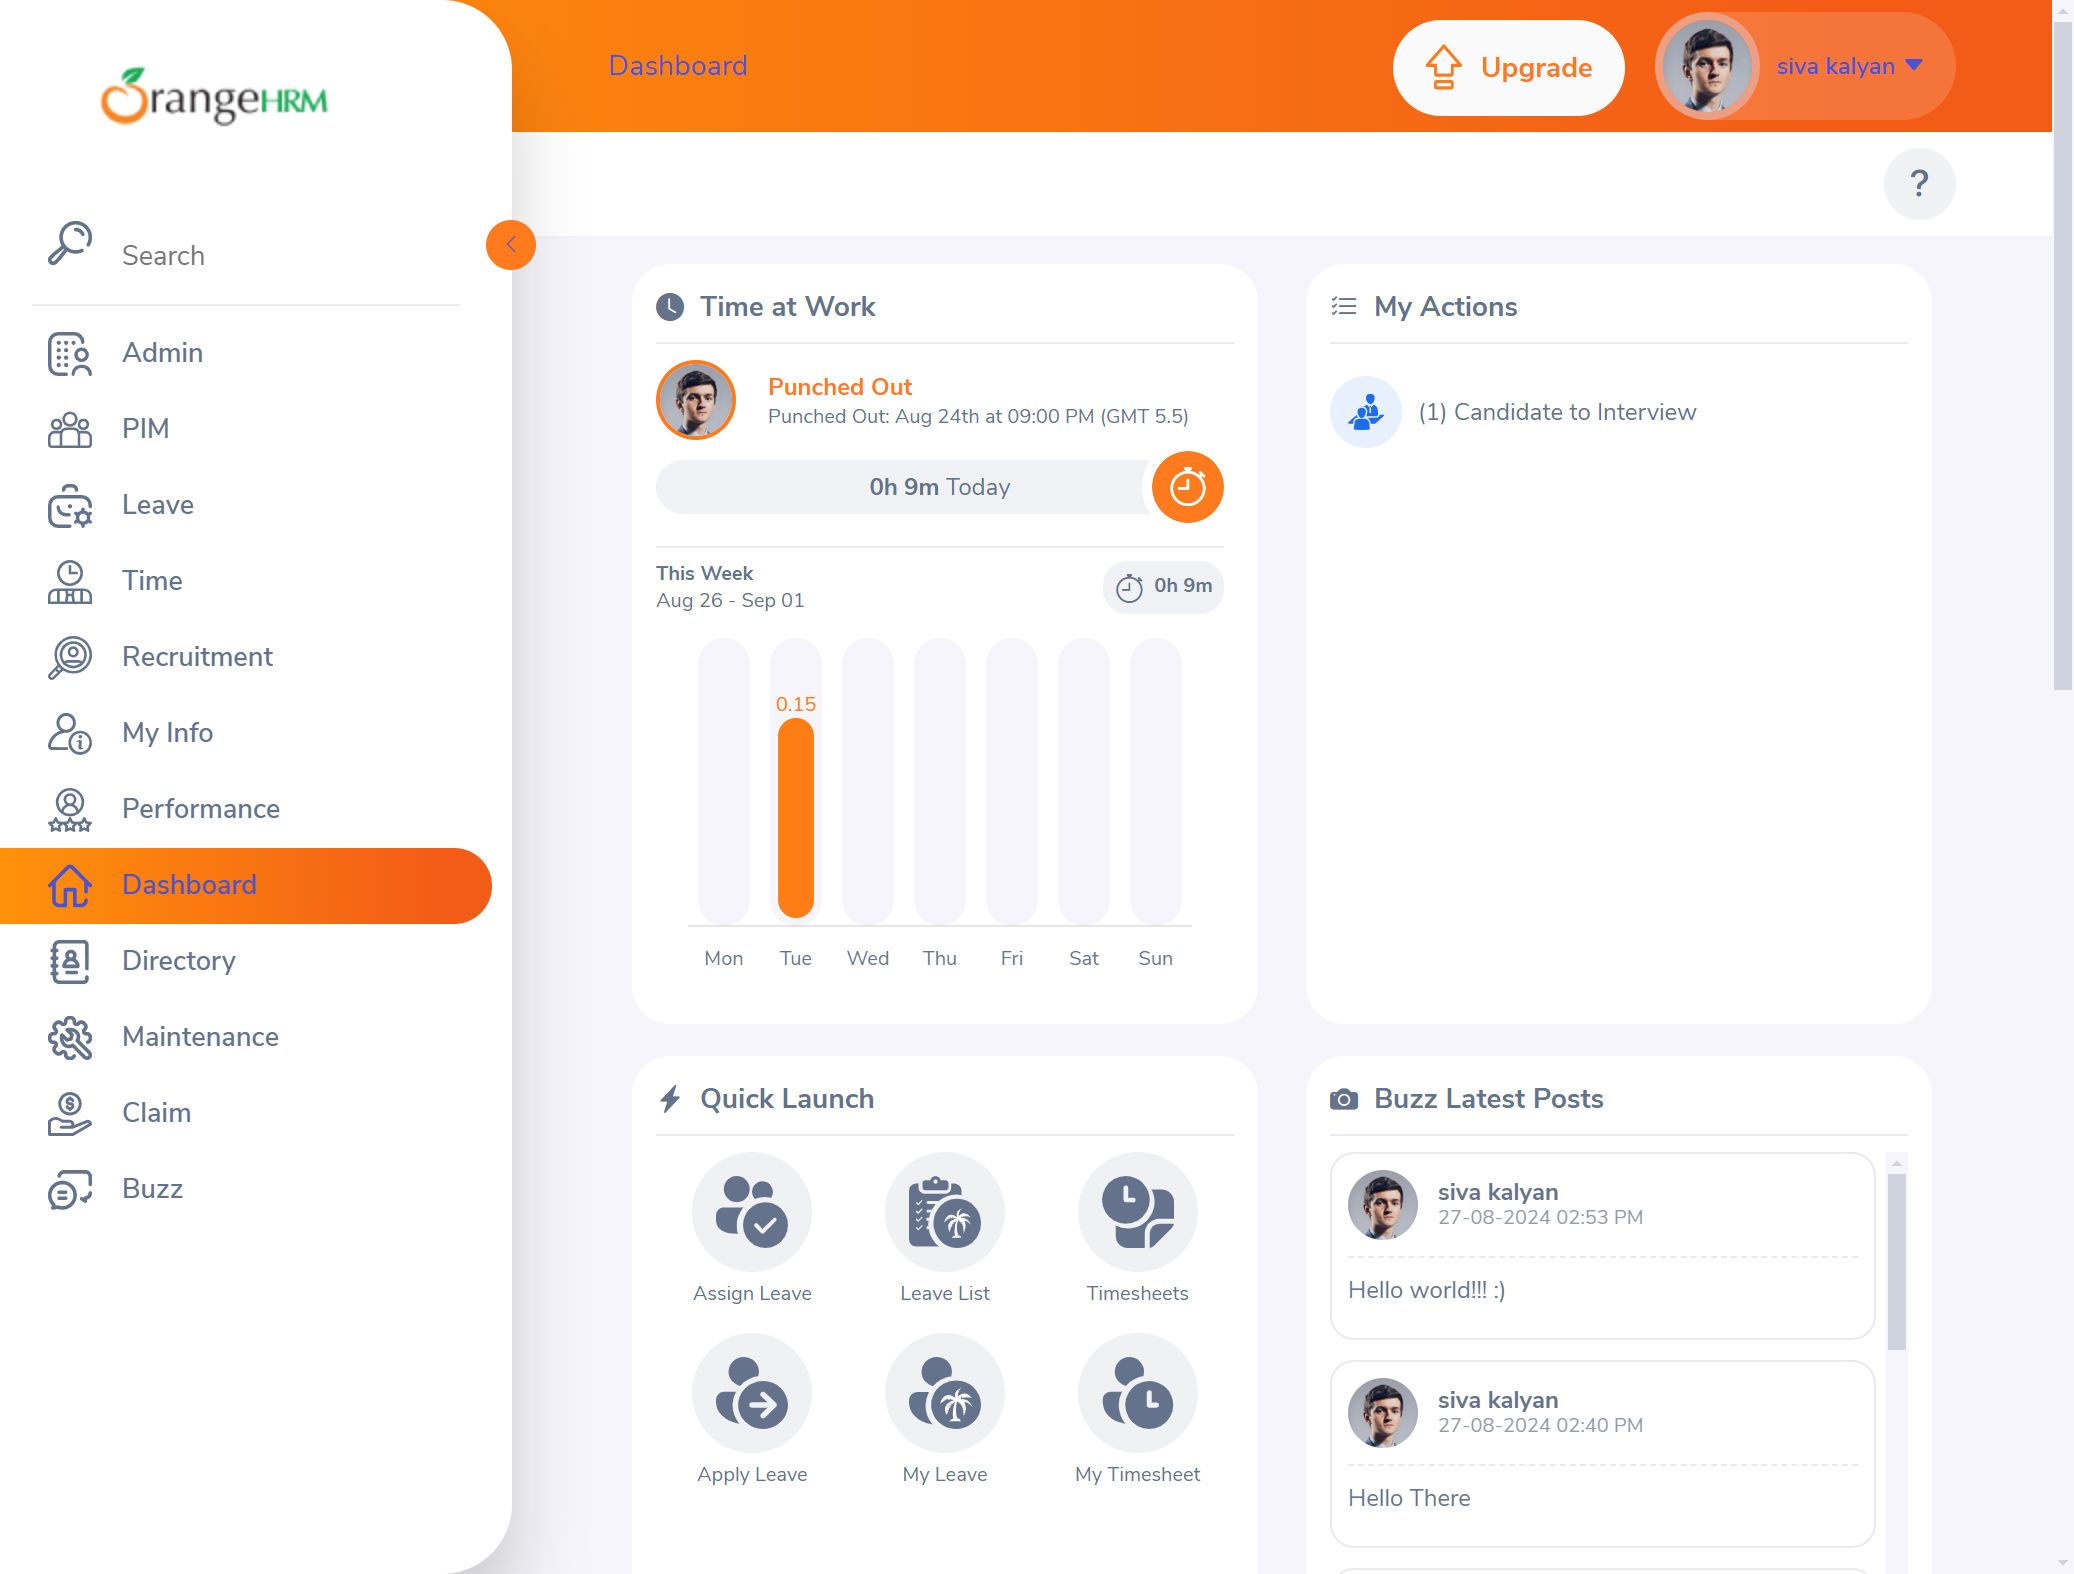 OrangeHRM
Dashboard
Upgrade
siva kalyan
?
Search
Admin
PIM
Leave
Time
Recruitment
My Info
Performance
Dashboard
Directory
Maintenance
Claim
Buzz
Time at Work
Punched Out
Punched Out: Aug 24th at 09:00 PM (GMT 5.5)
0h 9m Today
This Week
Aug 26 - Sep 01
0h 9m
0.15
Mon Tue Wed Thu Fri Sat Sun
My Actions
(1) Candidate to Interview
Quick Launch
Assign Leave
Leave List
Timesheets
Apply Leave
My Leave
My Timesheet
Buzz Latest Posts
siva kalyan
27-08-2024 02:53 PM
Hello world!!! :)
siva kalyan
27-08-2024 02:40 PM
Hello There